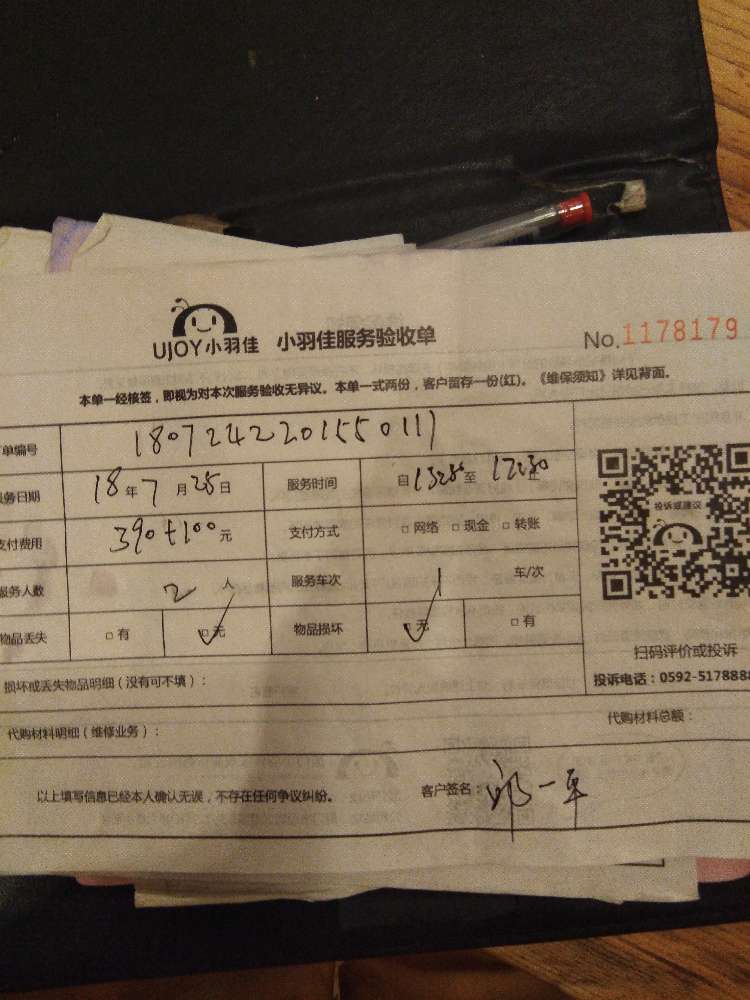 UJOY小羽佳 小羽佳服务验收单 No.1178179
本单一经核签，即视为对本次服务验收无异议。本单一式两份，客户留存一份(红)。《维保须知》详见背面。
单编号 1807242201550111
务日期 18年7月25日 服务时间 自 至 止
支付费用 390+100元 支付方式 □网络 □现金 □转账
服务人数 2 人 服务车次 1 车/次
物品丢失 □有 □无 物品损坏 □无 □有
投诉或建议
扫码评价或投诉
投诉电话：0592-5178888
损坏或丢失物品明细（没有可不填）：
代购材料明细（维修业务）： 代购材料总额：
以上填写信息已经本人确认无误，不存在任何争议纠纷。 客户签名：邱一平